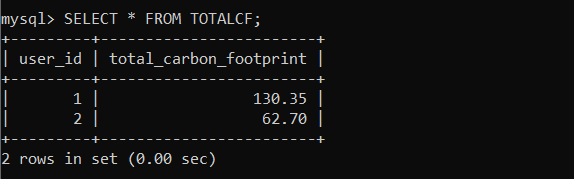 mysql> SELECT * FROM TOTALCF;
+---------+------------------------+
| user_id | total_carbon_footprint |
+---------+------------------------+
|       1 |                 130.35 |
|       2 |                  62.70 |
+---------+------------------------+
2 rows in set (0.00 sec)